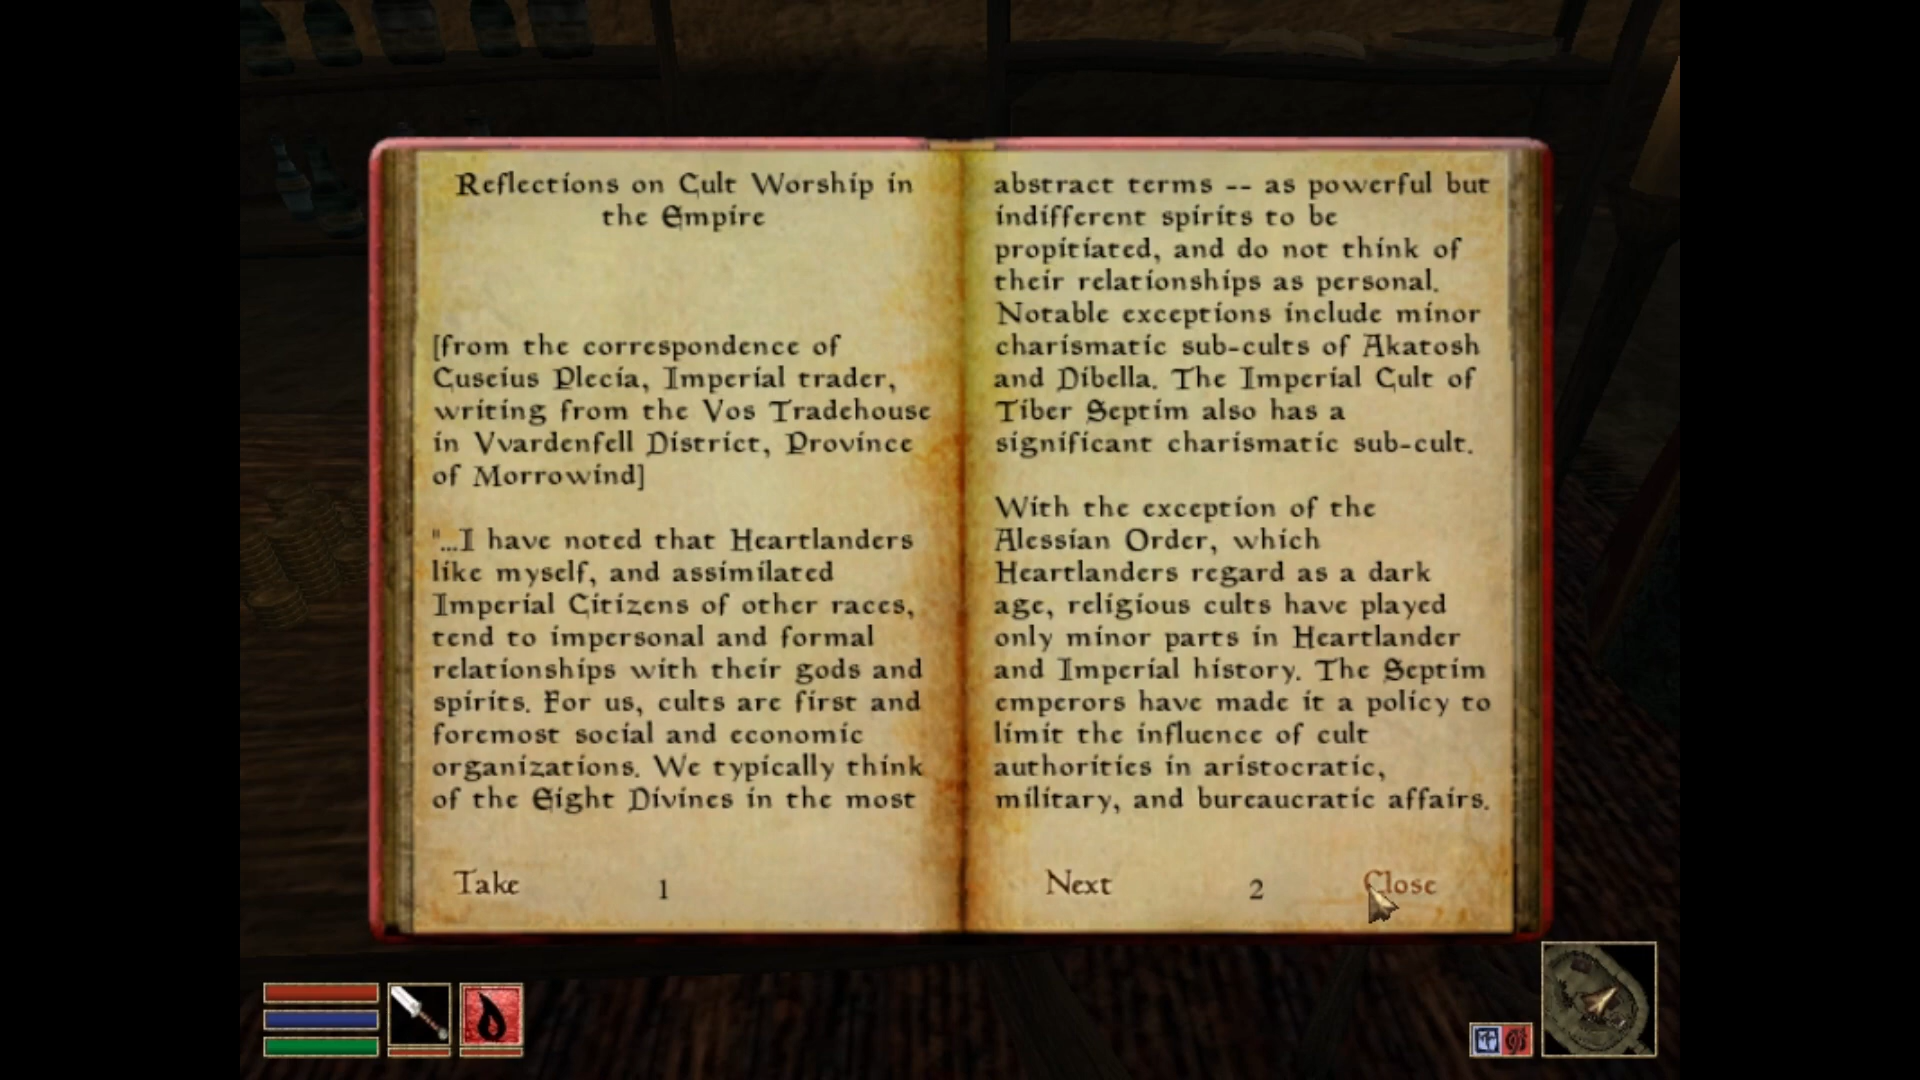 Reflections on Cult Worship in
the Empire
[from the correspondence of
Cuseius Plecia, Imperial trader,
writing from the Vos Tradehouse
in Vvardenfell District, Province
of Morrowind]
"...I have noted that Heartlanders
like myself, and assimilated
Imperial Citizens of other races,
tend to impersonal and formal
relationships with their gods and
spirits. For us, cults are first and
foremost social and economic
organizations. We typically think
of the Eight Divines in the most
Take
1
abstract terms -- as powerful but
indifferent spirits to be
propitiated, and do not think of
their relationships as personal.
Notable exceptions include minor
charismatic sub-cults of Akatosh
and Dibella. The Imperial Cult of
Tiber Septim also has a
significant charismatic sub-cult.
With the exception of the
Alessian Order, which
Heartlanders regard as a dark
age, religious cults have played
only minor parts in Heartlander
and Imperial history. The Septim
emperors have made it a policy to
limit the influence of cult
authorities in aristocratic,
military, and bureaucratic affairs.
Next
2
Close